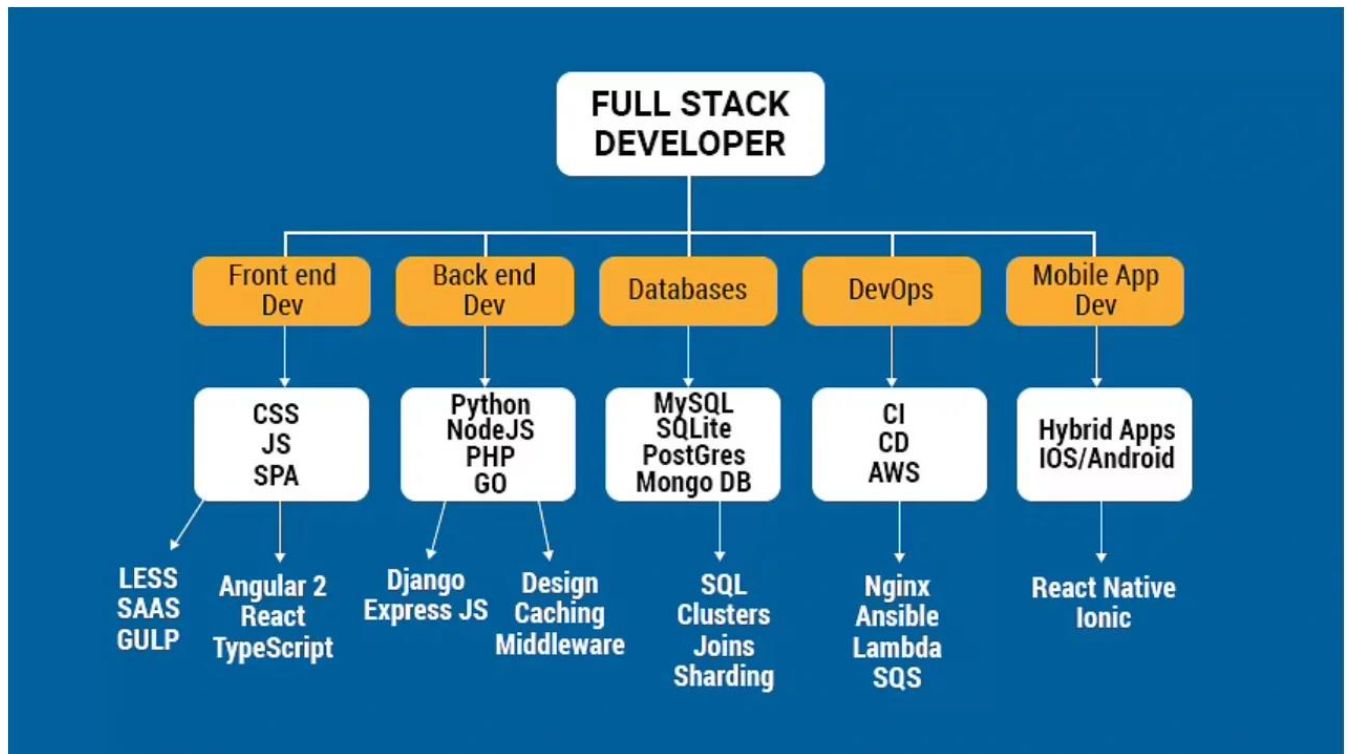 FULL STACK
DEVELOPER
Front end
Dev
Back end
Dev
Databases
DevOps
Mobile App
Dev
CSS
JS
SPA
Python
NodeJS
PHP
GO
MySQL
SQLite
PostGres
Mongo DB
CI
CD
AWS
Hybrid Apps
IOS/Android
LESS
SAAS
GULP
Angular 2
React
TypeScript
Django
Express JS
Design
Caching
Middleware
SQL
Clusters
Joins
Sharding
Nginx
Ansible
Lambda
SQS
React Native
Ionic